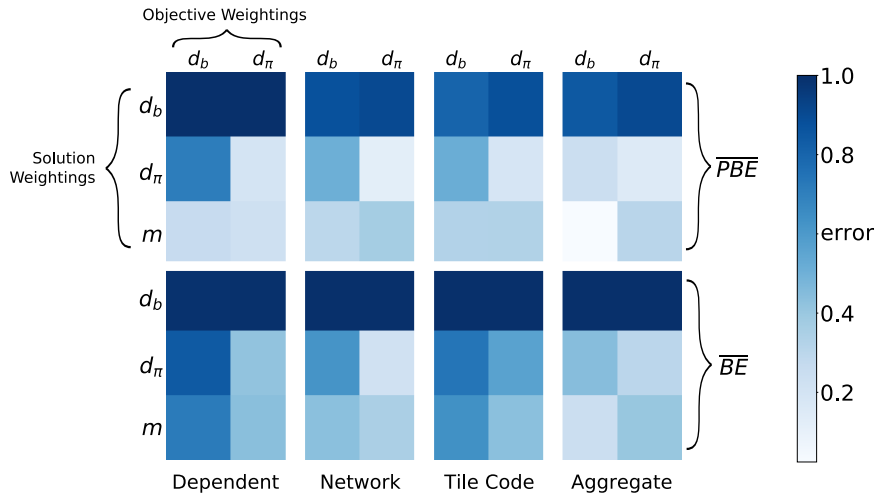 Objective Weightings
d_b d_π d_b d_π d_b d_π d_b d_π
d_b
d_π
m
Solution
Weightings
PBE
d_b
d_π
m
BE
Dependent Network Tile Code Aggregate
1.0
0.8
error
0.4
0.2